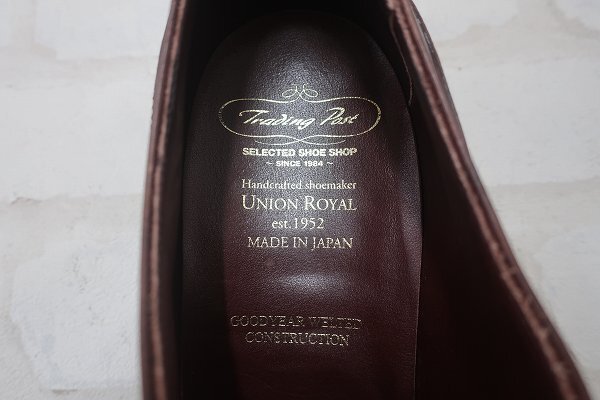 Trading Post
SELECTED SHOE SHOP
~ SINCE 1984 ~
Handcrafted shoemaker
UNION ROYAL
est.1952
MADE IN JAPAN
GOODYEAR WELTED
CONSTRUCTION